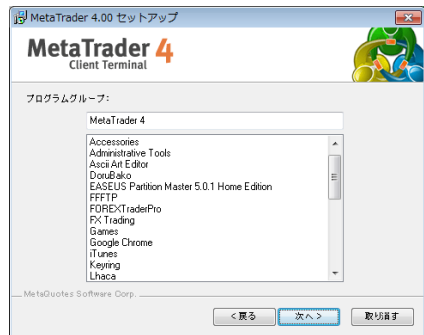 MetaTrader 4.00 セットアップ
MetaTrader 4
Client Terminal
プログラムグループ:
MetaTrader 4
Accessories
Administrative Tools
Ascii Art Editor
DoruBako
EASEUS Partition Master 5.0.1 Home Edition
FFFTP
FOREXTraderPro
FX Trading
Games
Google Chrome
iTunes
Keyring
Lhaca
MetaQuotes Software Corp.
< 戻る
次へ >
取り消す